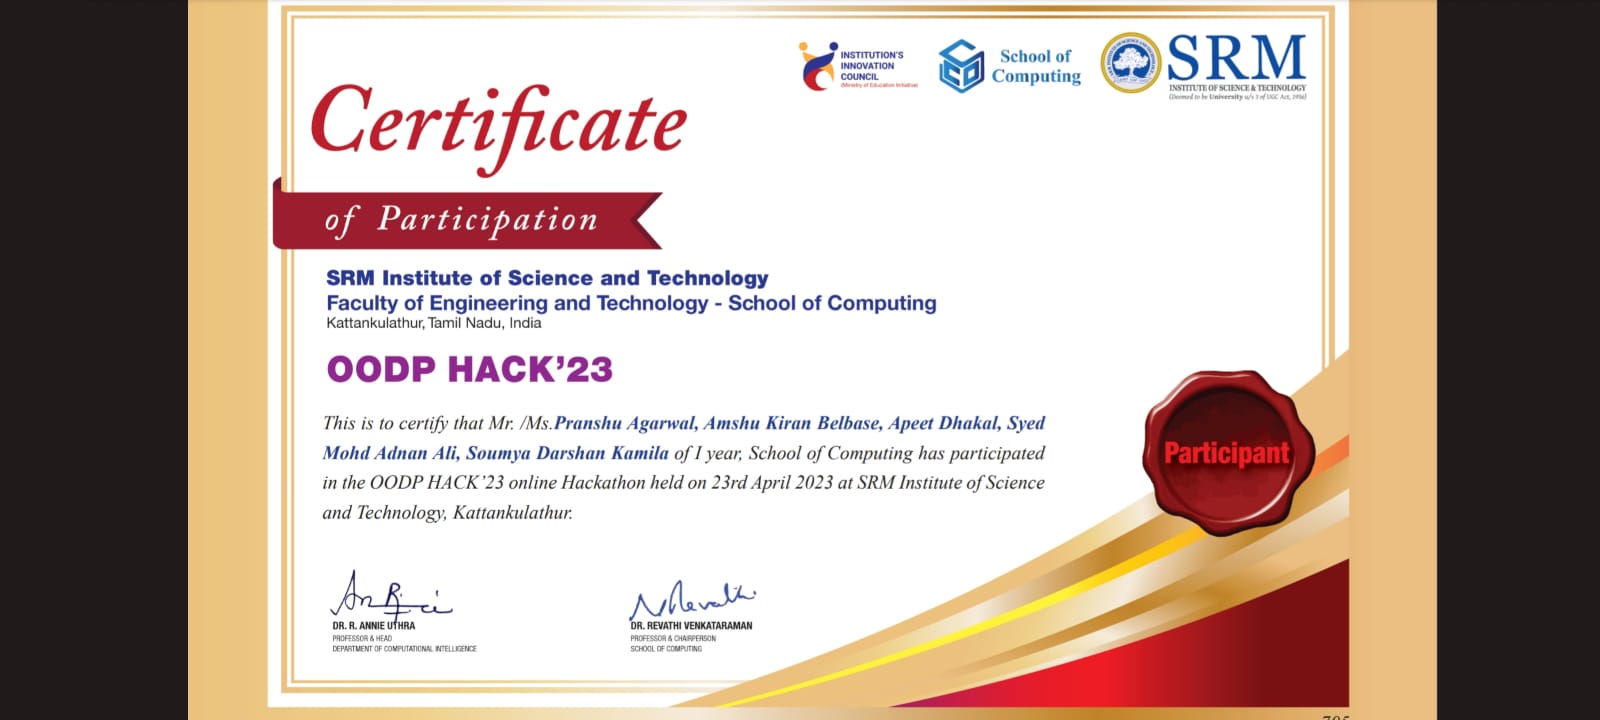 INSTITUTION'S
INNOVATION
COUNCIL
(Ministry of Education Initiative)
School of
Computing
SRM
INSTITUTE OF SCIENCE & TECHNOLOGY
(Deemed to be University u/s 3 of UGC Act, 1956)
Certificate
of Participation
SRM Institute of Science and Technology
Faculty of Engineering and Technology - School of Computing
Kattankulathur, Tamil Nadu, India
OODP HACK’23
This is to certify that Mr. /Ms.Pranshu Agarwal, Amshu Kiran Belbase, Apeet Dhakal, Syed
Mohd Adnan Ali, Soumya Darshan Kamila of I year, School of Computing has participated
in the OODP HACK’23 online Hackathon held on 23rd April 2023 at SRM Institute of Science
and Technology, Kattankulathur.
Participant
DR. R. ANNIE UTHRA
PROFESSOR & HEAD
DEPARTMENT OF COMPUTATIONAL INTELLIGENCE
DR. REVATHI VENKATARAMAN
PROFESSOR & CHAIRPERSON
SCHOOL OF COMPUTING